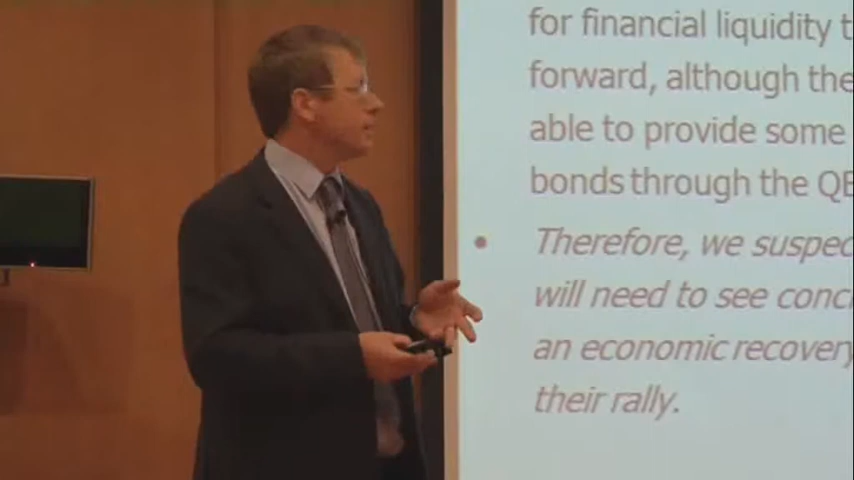 for financial liquidity t
forward, although the
able to provide some
bonds through the QE
• Therefore, we suspec
will need to see conc
an economic recovery
their rally.